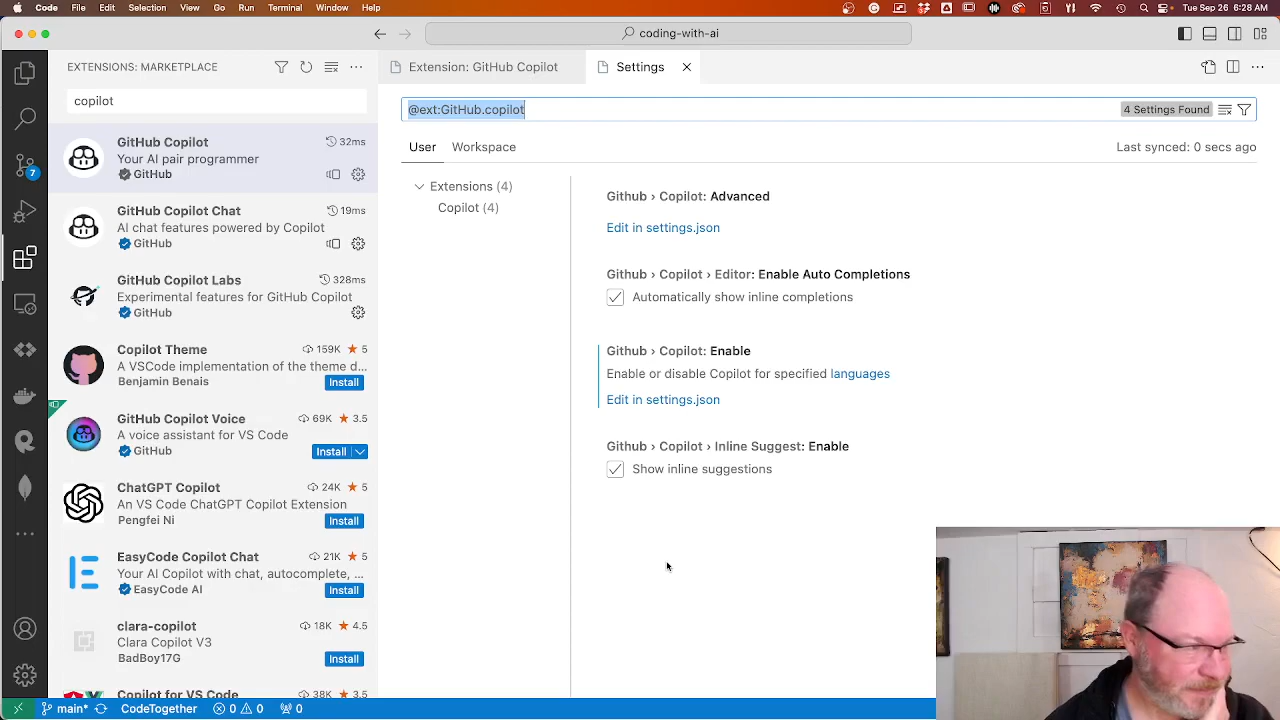 Code
File
Edit
Selection
View
Go
Run
Terminal
Window
Help
Tue Sep 26 6:28 AM
coding-with-ai
EXTENSIONS: MARKETPLACE
copilot
GitHub Copilot
32ms
Your AI pair programmer
GitHub
GitHub Copilot Chat
19ms
AI chat features powered by Copilot
GitHub
GitHub Copilot Labs
328ms
Experimental features for GitHub Copilot
GitHub
Copilot Theme
159K ★ 5
A VSCode implementation of the theme d...
Benjamin Benais
Install
GitHub Copilot Voice
69K ★ 3.5
A voice assistant for VS Code
GitHub
Install
ChatGPT Copilot
24K ★ 5
An VS Code ChatGPT Copilot Extension
Pengfei Ni
Install
EasyCode Copilot Chat
21K ★ 5
Your AI Copilot with chat, autocomplete, ...
EasyCode AI
Install
clara-copilot
18K ★ 4.5
Clara Copilot V3
BadBoy17G
Install
Copilot for VS Code
38K ★ 3.5
7
Extension: GitHub Copilot
Settings
@ext:GitHub.copilot
4 Settings Found
User
Workspace
Last synced: 0 secs ago
Extensions (4)
Copilot (4)
Github › Copilot: Advanced
Edit in settings.json
Github › Copilot › Editor: Enable Auto Completions
Automatically show inline completions
Github › Copilot: Enable
Enable or disable Copilot for specified languages
Edit in settings.json
Github › Copilot › Inline Suggest: Enable
Show inline suggestions
main*
CodeTogether
0
0
0